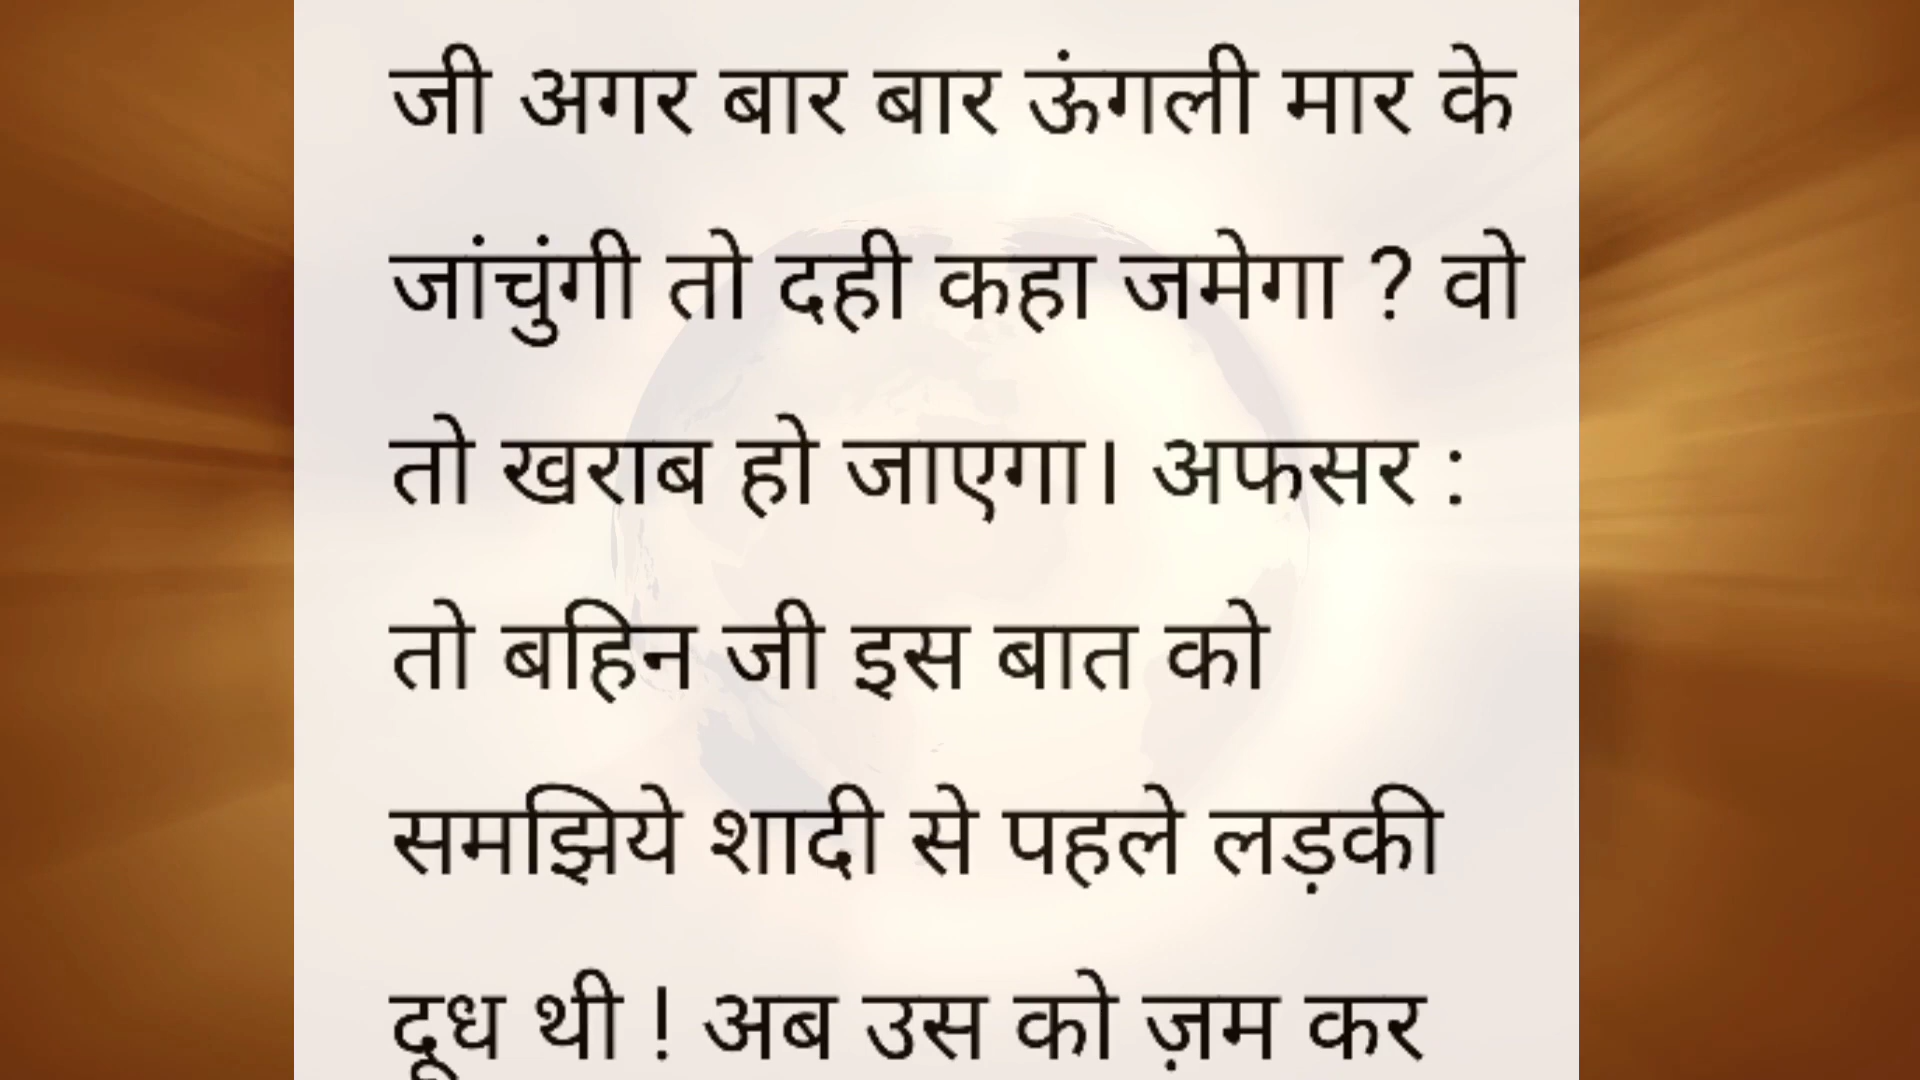 जी अगर बार बार ऊंगली मार के
जांचुंगी तो दही कहा जमेगा ? वो
तो खराब हो जाएगा। अफसर :
तो बहिन जी इस बात को
समझिये शादी से पहले लड़की
दूध थी ! अब उस को ज़म कर